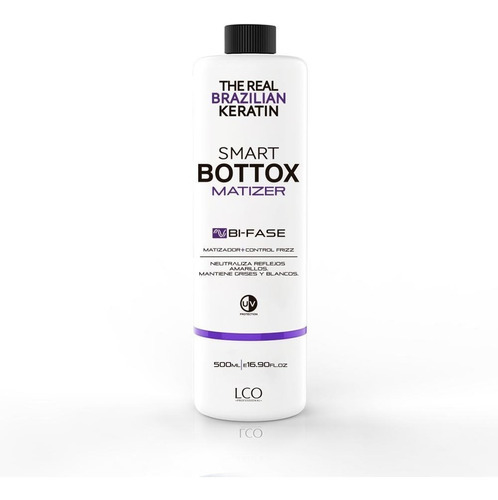 THE REAL
BRAZILIAN
KERATIN
SMART
BOTTOX
MATIZER
BI-FASE
MATIZADOR+CONTROL FRIZZ
NEUTRALIZA REFLEJOS
AMARILLOS.
MANTIENE GRISES Y BLANCOS.
UV
500ML|e16.90FL.OZ
LCO